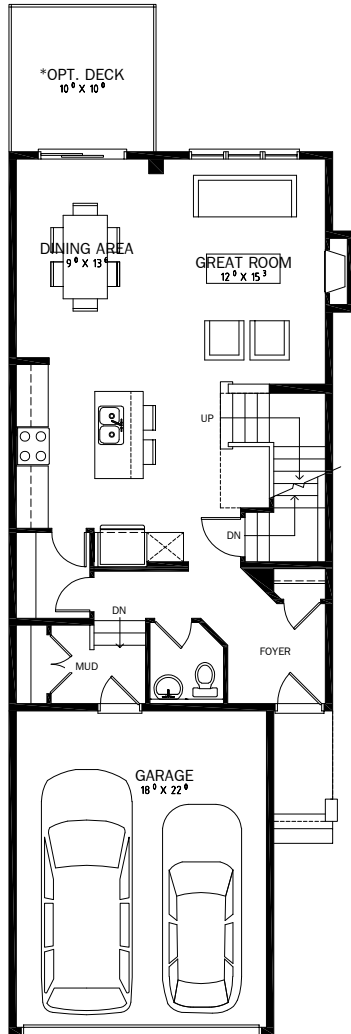 *OPT. DECK
10⁰ X 10⁰
DINING AREA
9⁰ X 13⁶
GREAT ROOM
12⁰ X 15³
UP
DN
DN
MUD
FOYER
GARAGE
18⁰ X 22⁰